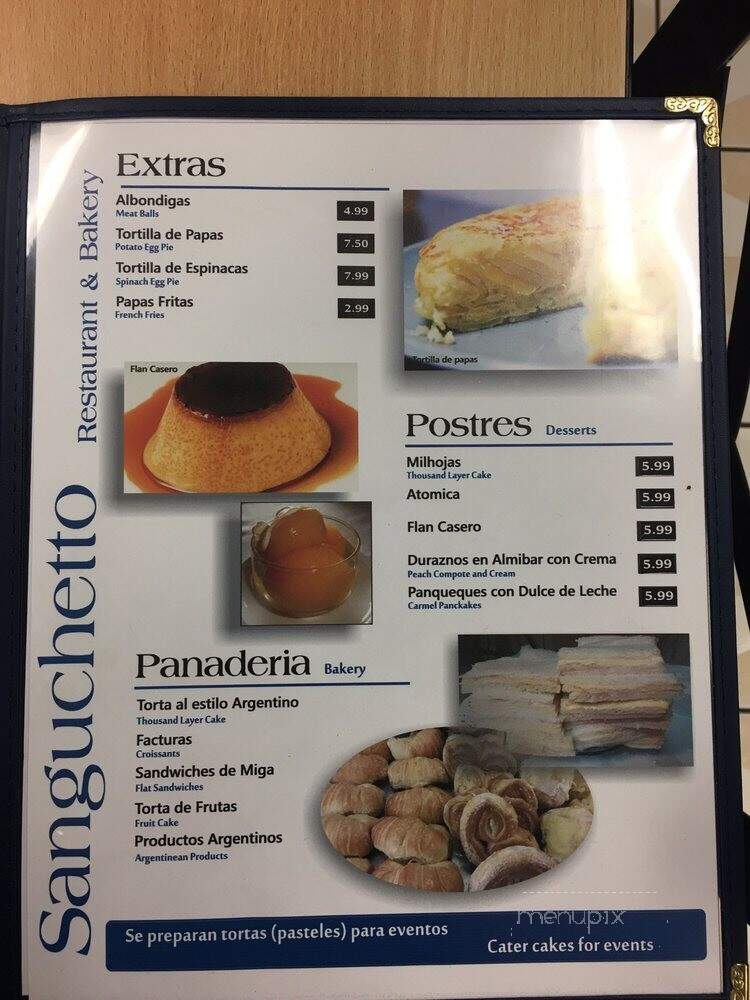 Sanguchetto Restaurant & Bakery
Extras
Albondigas 4.99
Meat Balls
Tortilla de Papas 7.50
Potato Egg Pie
Tortilla de Espinacas 7.99
Spinach Egg Pie
Papas Fritas 2.99
French Fries
Tortilla de papas
Flan Casero
Postres Desserts
Milhojas 5.99
Thousand Layer Cake
Atomica 5.99
Flan Casero 5.99
Duraznos en Almibar con Crema 5.99
Peach Compote and Cream
Panqueques con Dulce de Leche 5.99
Carmel Panckakes
Panaderia Bakery
Torta al estilo Argentino
Thousand Layer Cake
Facturas
Croissants
Sandwiches de Miga
Flat Sandwiches
Torta de Frutas
Fruit Cake
Productos Argentinos
Argentinean Products
menupix
Se preparan tortas (pasteles) para eventos
Cater cakes for events